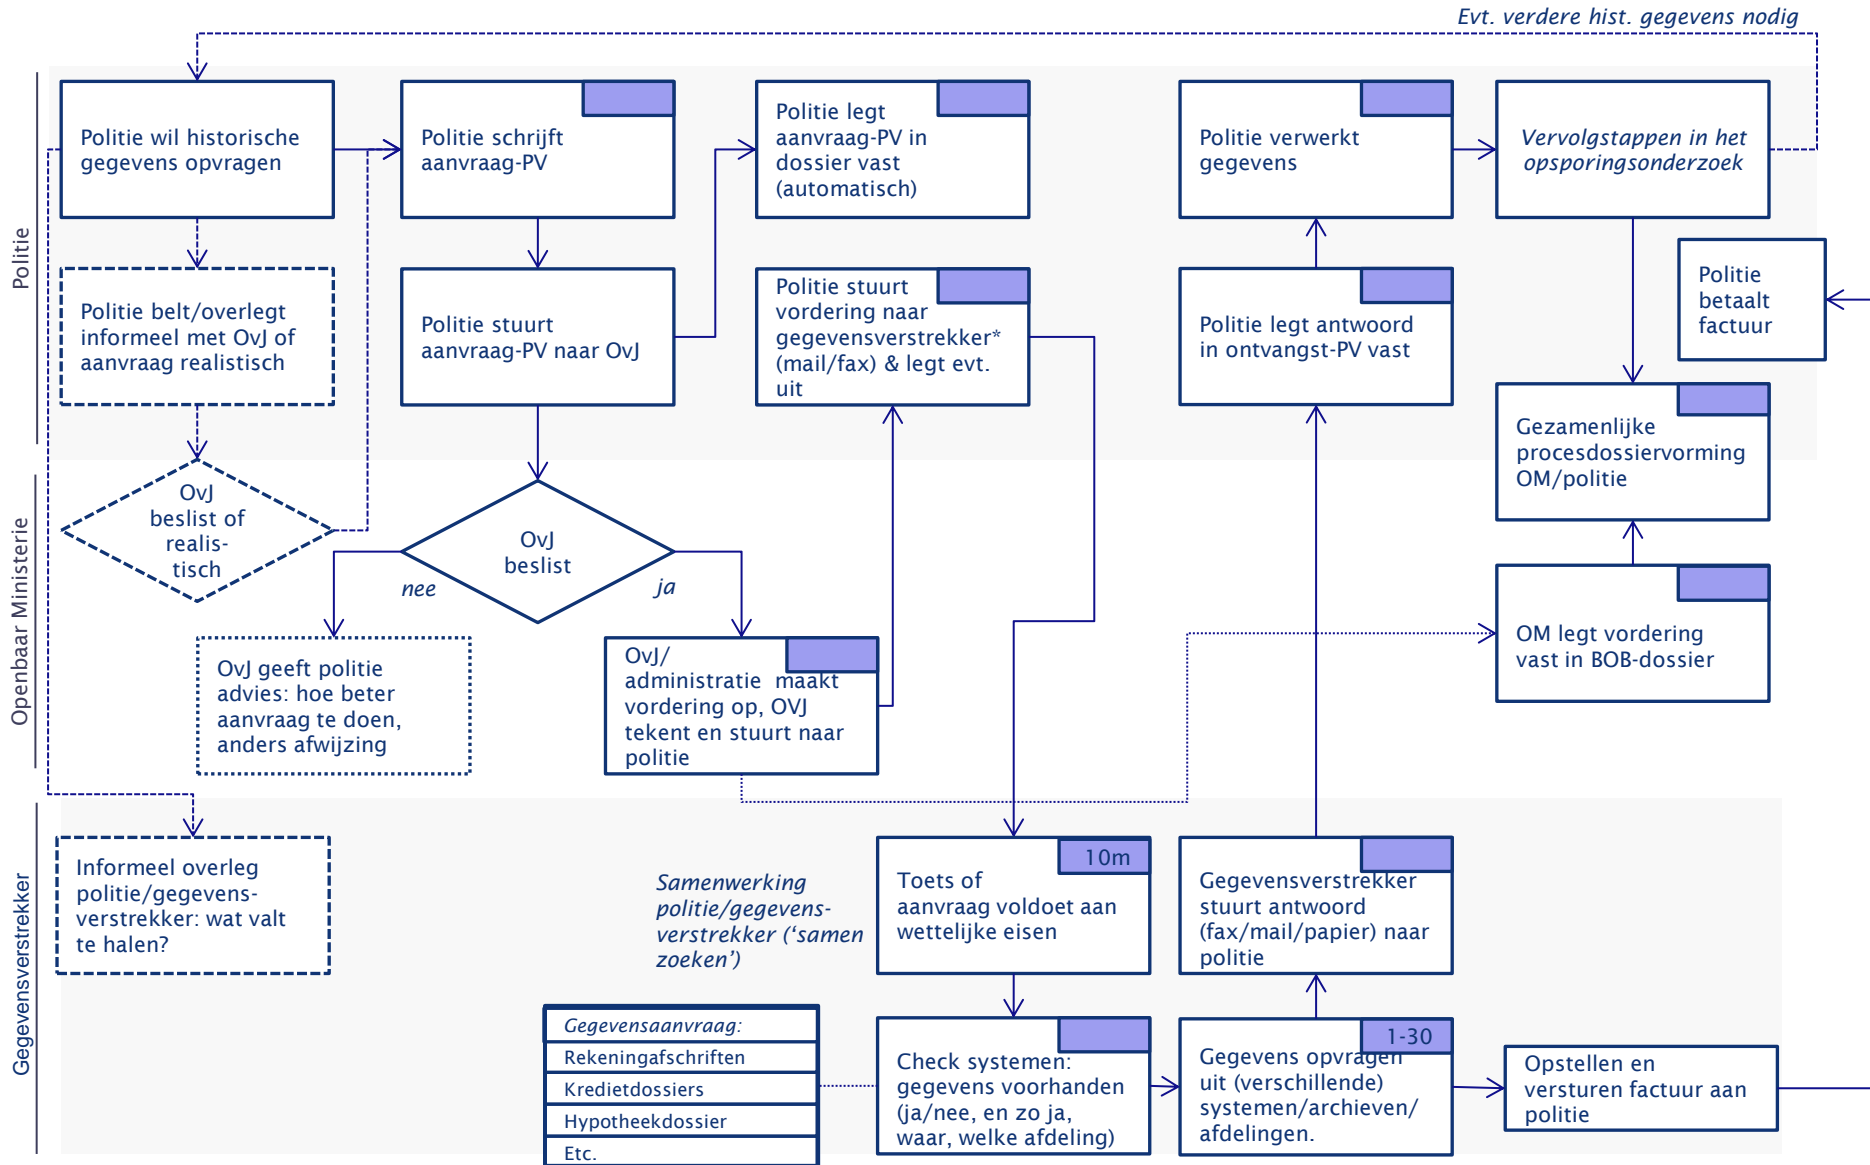 Evt. verdere hist. gegevens nodig
Politie
Politie wil historische
gegevens opvragen
Politie schrijft
aanvraag-PV
Politie legt
aanvraag-PV in
dossier vast
(automatisch)
Politie verwerkt
gegevens
Vervolgstappen in het
opsporingsonderzoek
Politie belt/overlegt
informeel met OvJ of
aanvraag realistisch
Politie stuurt
aanvraag-PV naar OvJ
Politie stuurt
vordering naar
gegevensverstrekker*
(mail/fax) & legt evt.
uit
Politie legt antwoord
in ontvangst-PV vast
Politie
betaalt
factuur
Gezamenlijke
procesdossiervorming
OM/politie
Openbaar Ministerie
OvJ
beslist of
realis-
tisch
OvJ
beslist
nee
ja
OvJ geeft politie
advies: hoe beter
aanvraag te doen,
anders afwijzing
OvJ/
administratie maakt
vordering op, OVJ
tekent en stuurt naar
politie
OM legt vordering
vast in BOB-dossier
Gegevensverstrekker
Informeel overleg
politie/gegevens-
verstrekker: wat valt
te halen?
Samenwerking
politie/gegevens-
verstrekker (‘samen
zoeken’)
10m
Toets of
aanvraag voldoet aan
wettelijke eisen
Gegevensverstrekker
stuurt antwoord
(fax/mail/papier) naar
politie
Gegevensaanvraag:
Rekeningafschriften
Kredietdossiers
Hypotheekdossier
Etc.
Check systemen:
gegevens voorhanden
(ja/nee, en zo ja,
waar, welke afdeling)
1-30
Gegevens opvragen
uit (verschillende)
systemen/archieven/
afdelingen.
Opstellen en
versturen factuur aan
politie